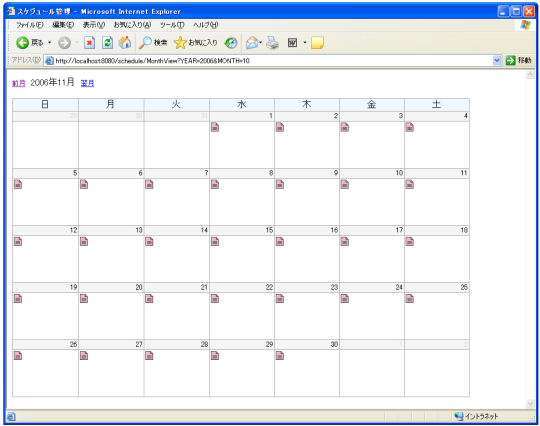 スケジュール管理 - Microsoft Internet Explorer
ファイル(F) 編集(E) 表示(V) お気に入り(A) ツール(T) ヘルプ(H)
戻る 検索 お気に入り
アドレス(D) http://localhost:8080/schedule/MonthView?YEAR=2006&MONTH=10 移動
前月 2006年11月 翌月
日 月 火 水 木 金 土
29 30 31 1 2 3 4
5 6 7 8 9 10 11
12 13 14 15 16 17 18
19 20 21 22 23 24 25
26 27 28 29 30 1 2
イントラネット